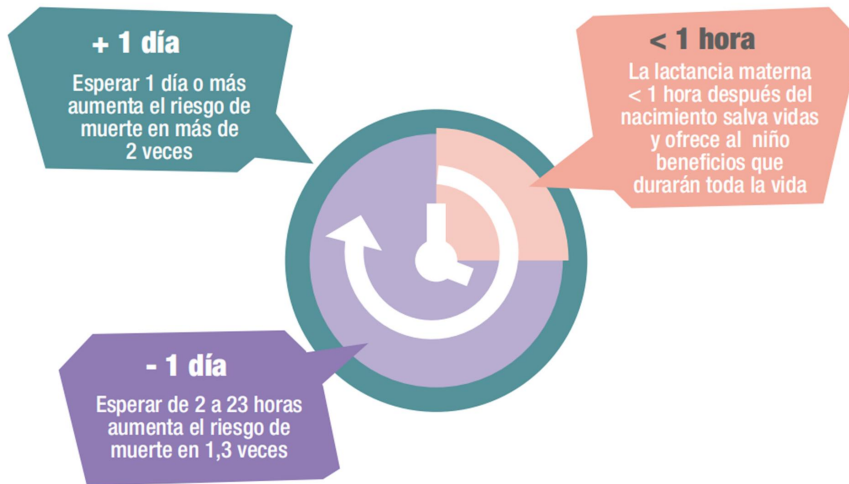 + 1 día
Esperar 1 día o más
aumenta el riesgo de
muerte en más de
2 veces
< 1 hora
La lactancia materna
< 1 hora después del
nacimiento salva vidas
y ofrece al niño
beneficios que
durarán toda la vida
- 1 día
Esperar de 2 a 23 horas
aumenta el riesgo de
muerte en 1,3 veces